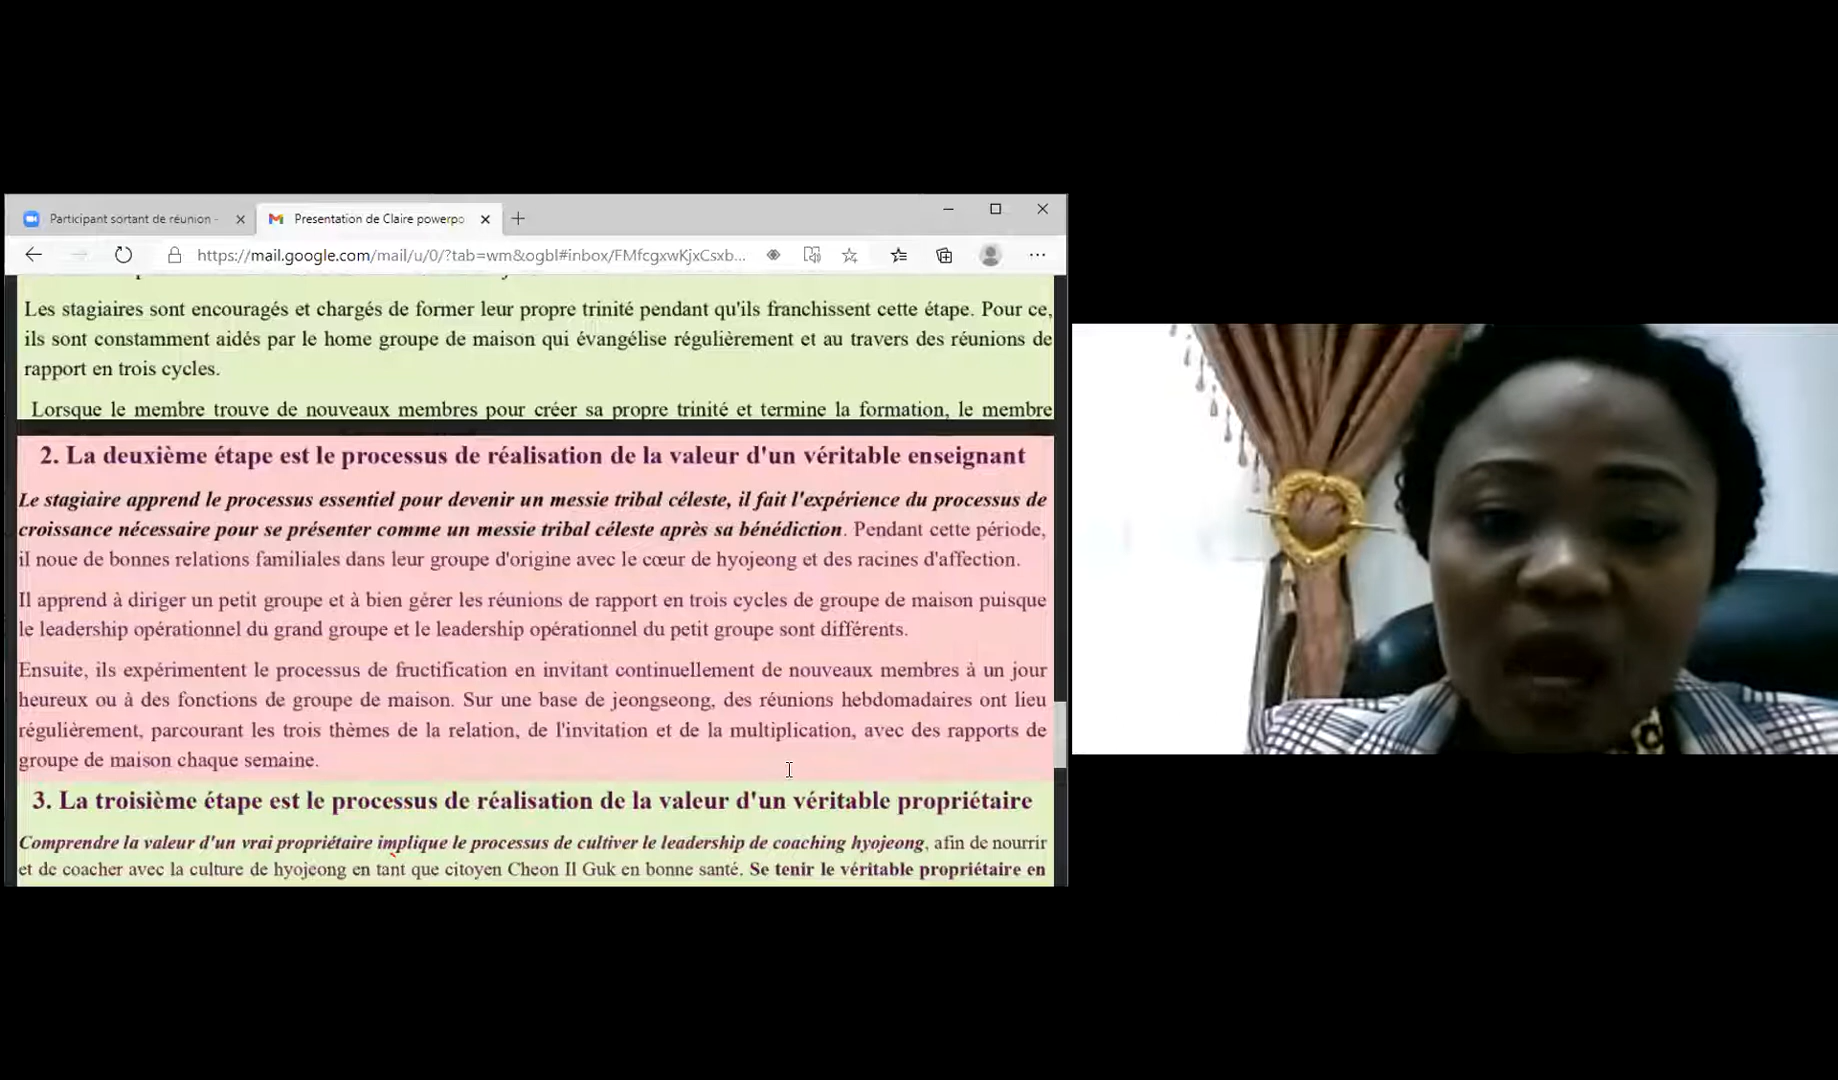 Participant sortant de réunion -
Presentation de Claire powerpo
https://mail.google.com/mail/u/0/?tab=wm&ogbl#inbox/FMfcgxwKjxCsxb...
Les stagiaires sont encouragés et chargés de former leur propre trinité pendant qu'ils franchissent cette étape. Pour ce,
ils sont constamment aidés par le home groupe de maison qui évangélise régulièrement et au travers des réunions de
rapport en trois cycles.
Lorsque le membre trouve de nouveaux membres pour créer sa propre trinité et termine la formation, le membre
2. La deuxième étape est le processus de réalisation de la valeur d'un véritable enseignant
Le stagiaire apprend le processus essentiel pour devenir un messie tribal céleste, il fait l'expérience du processus de
croissance nécessaire pour se présenter comme un messie tribal céleste après sa bénédiction. Pendant cette période,
il noue de bonnes relations familiales dans leur groupe d'origine avec le cœur de hyojeong et des racines d'affection.
Il apprend à diriger un petit groupe et à bien gérer les réunions de rapport en trois cycles de groupe de maison puisque
le leadership opérationnel du grand groupe et le leadership opérationnel du petit groupe sont différents.
Ensuite, ils expérimentent le processus de fructification en invitant continuellement de nouveaux membres à un jour
heureux ou à des fonctions de groupe de maison. Sur une base de jeongseong, des réunions hebdomadaires ont lieu
régulièrement, parcourant les trois thèmes de la relation, de l'invitation et de la multiplication, avec des rapports de
groupe de maison chaque semaine.
3. La troisième étape est le processus de réalisation de la valeur d'un véritable propriétaire
Comprendre la valeur d'un vrai propriétaire implique le processus de cultiver le leadership de coaching hyojeong, afin de nourrir
et de coacher avec la culture de hyojeong en tant que citoyen Cheon Il Guk en bonne santé. Se tenir le véritable propriétaire en